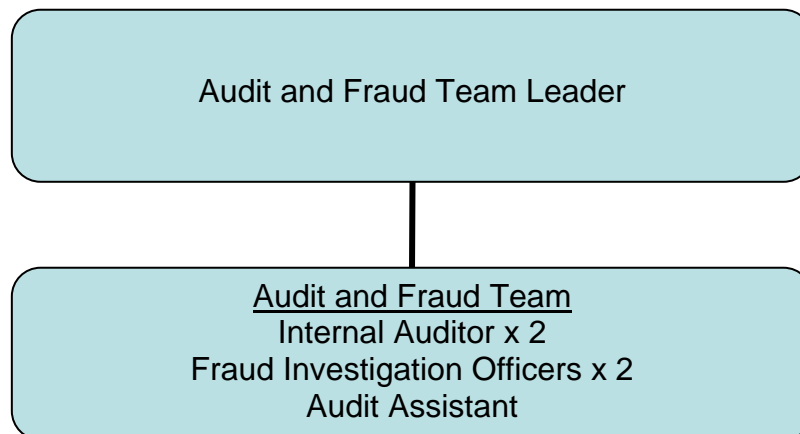 Audit and Fraud Team Leader
Audit and Fraud Team
Internal Auditor x 2
Fraud Investigation Officers x 2
Audit Assistant